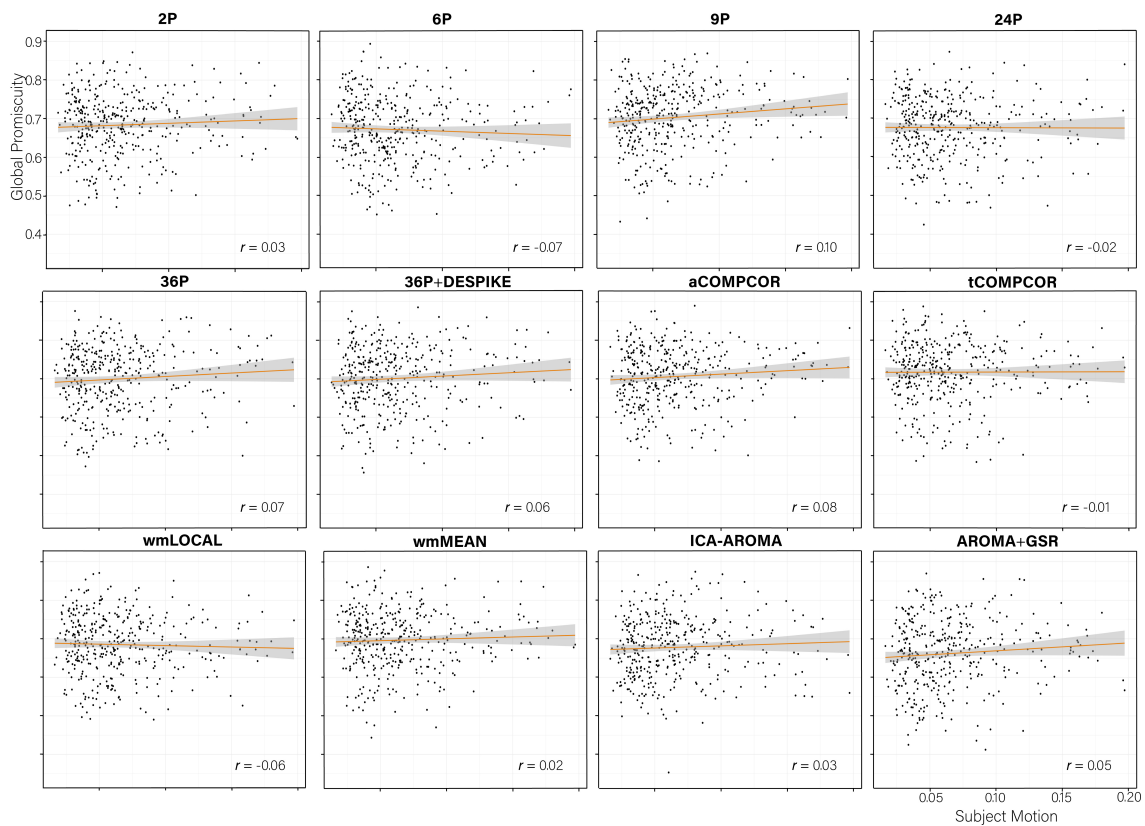 2P 6P 9P 24P
0.9
0.8
0.7
0.6
0.5
0.4
Global Promiscuity
r = 0.03 r = -0.07 r = 0.10 r = -0.02
36P 36P+DESPIKE aCOMPCOR tCOMPCOR
r = 0.07 r = 0.06 r = 0.08 r = -0.01
wmLOCAL wmMEAN ICA-AROMA AROMA+GSR
r = -0.06 r = 0.02 r = 0.03 r = 0.05
0.05 0.10 0.15 0.20
Subject Motion